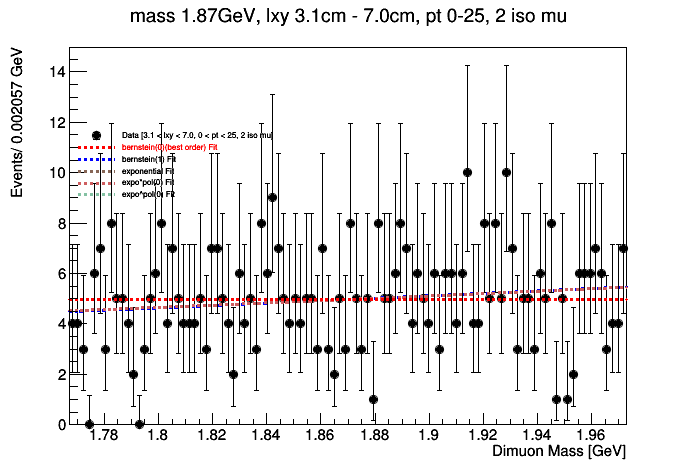 mass 1.87GeV, lxy 3.1cm - 7.0cm, pt 0-25, 2 iso mu
Events/ 0.002057 GeV
14
12
10
8
6
4
2
0
Data [3.1 < lxy < 7.0, 0 < pt < 25, 2 iso mu]
bernstein(0)(best order) Fit
bernstein(1) Fit
exponential Fit
expo*pol(0) Fit
expo*pol(0) Fit
1.78
1.8
1.82
1.84
1.86
1.88
1.9
1.92
1.94
1.96
Dimuon Mass [GeV]